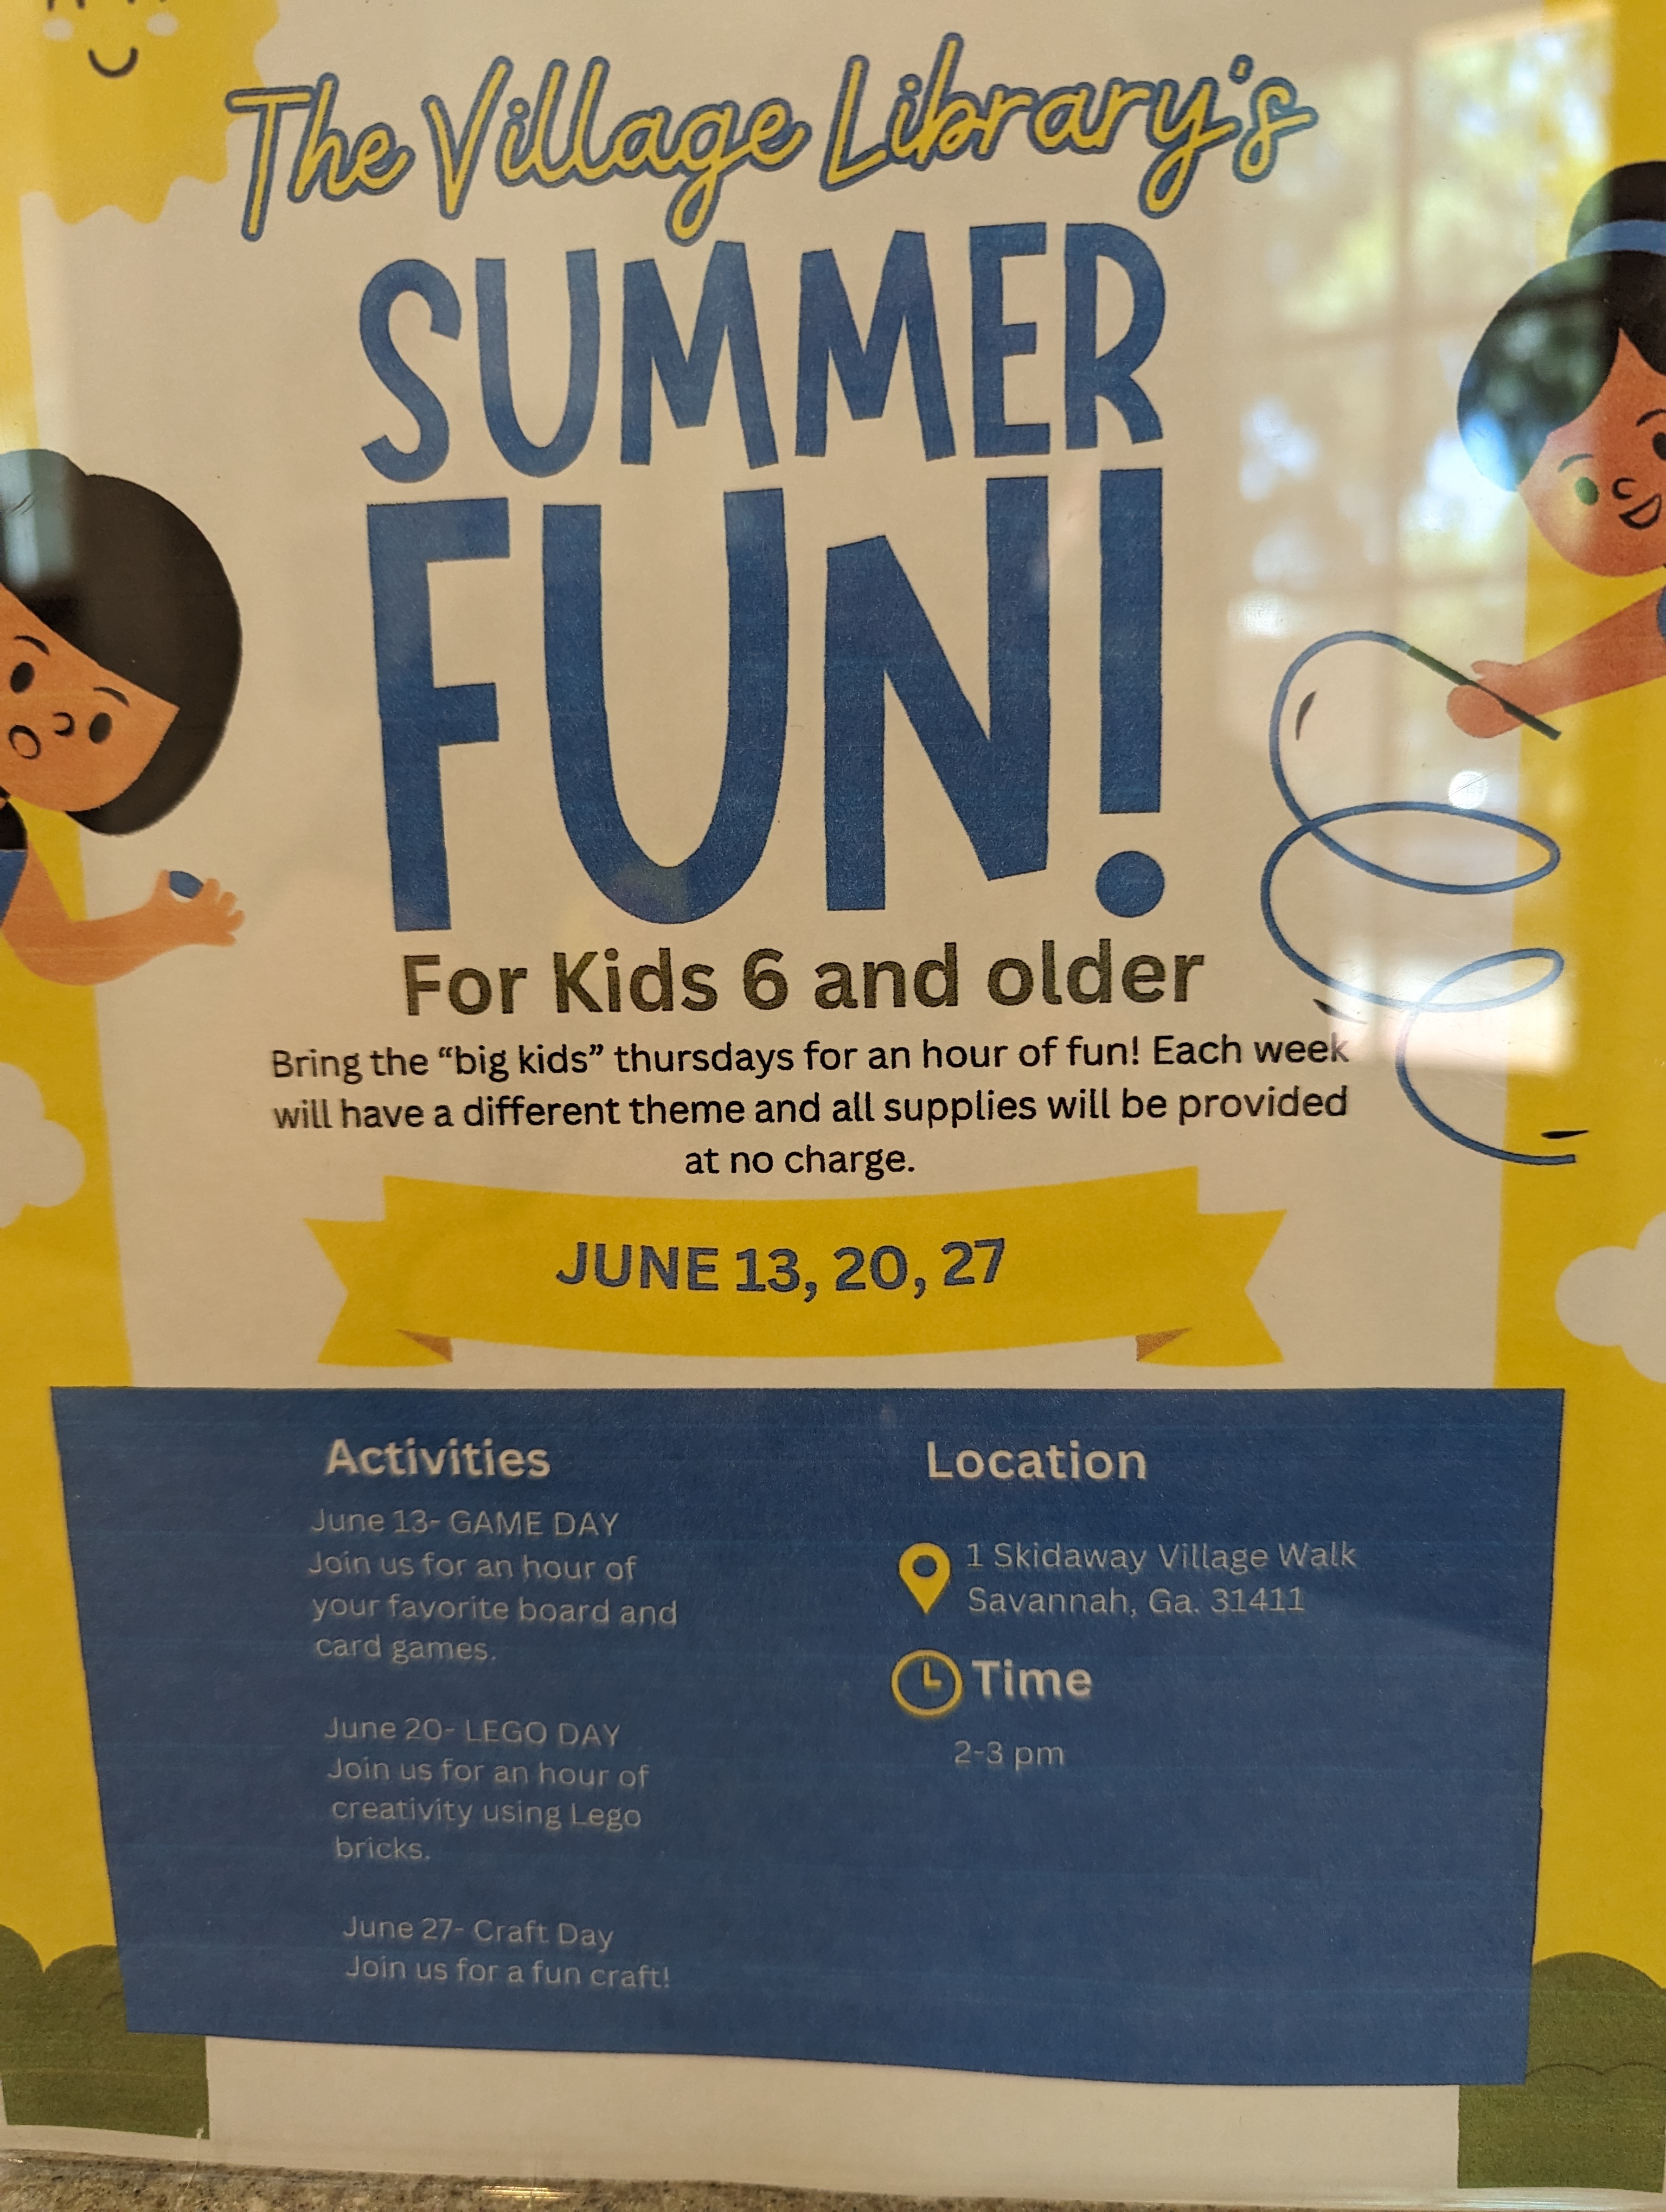 The Village Library's
SUMMER
FUN!
For Kids 6 and older
Bring the “big kids” thursdays for an hour of fun! Each week
will have a different theme and all supplies will be provided
at no charge.
JUNE 13, 20, 27
Activities
June 13- GAME DAY
Join us for an hour of
your favorite board and
card games.
June 20- LEGO DAY
Join us for an hour of
creativity using Lego
bricks.
June 27- Craft Day
Join us for a fun craft!
Location
1 Skidaway Village Walk
Savannah, Ga. 31411
Time
2-3 pm